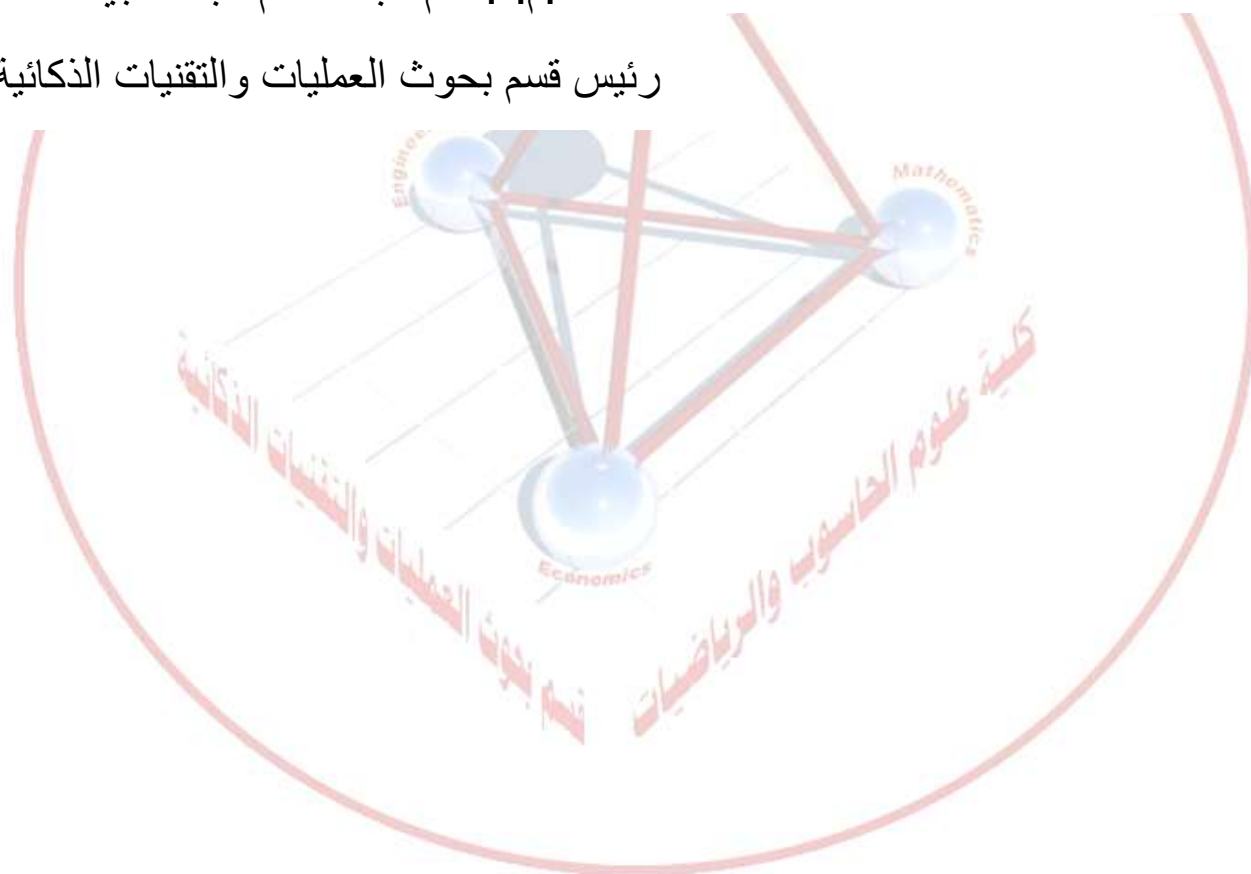 رئيس قسم بحوث العمليات والتقنيات الذكائية
Mathematics
Economics
كلية علوم الحاسوب والرياضيات
قسم بحوث العمليات والتقنيات الذكائية